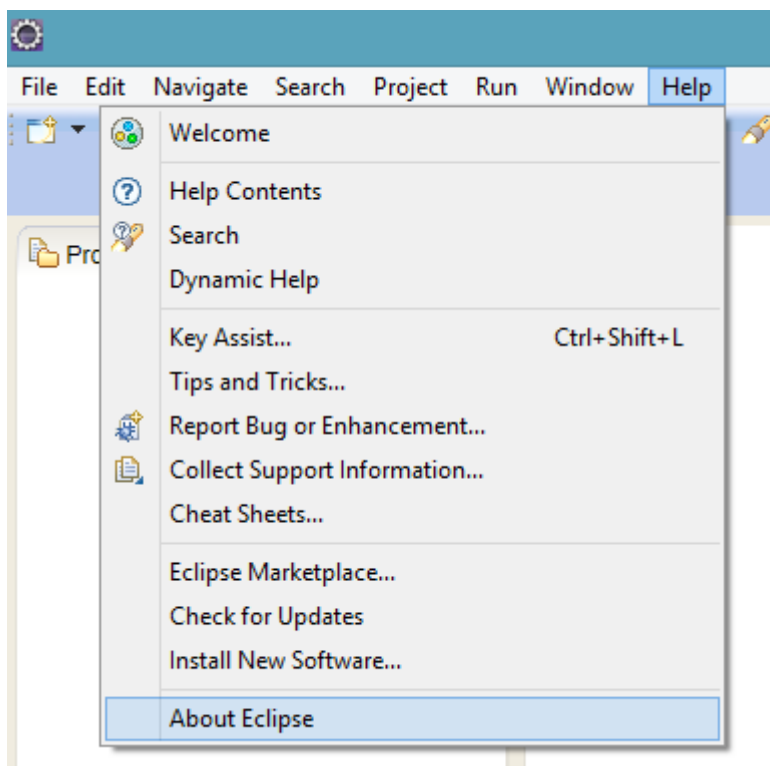 File Edit Navigate Search Project Run Window Help
Welcome
Help Contents
Pro
Search
Dynamic Help
Key Assist... Ctrl+Shift+L
Tips and Tricks...
Report Bug or Enhancement...
Collect Support Information...
Cheat Sheets...
Eclipse Marketplace...
Check for Updates
Install New Software...
About Eclipse